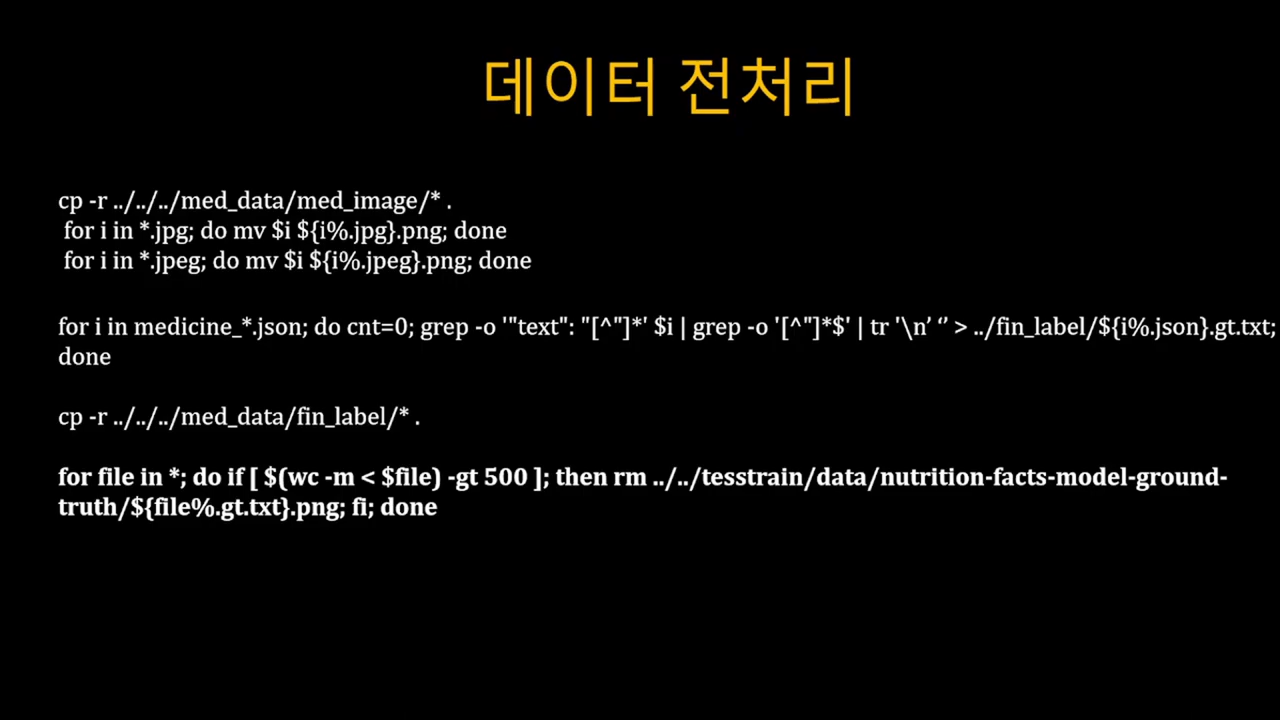 데이터 전처리
cp -r ../../../med_data/med_image/* .
for i in *.jpg; do mv $i ${i%.jpg}.png; done
for i in *.jpeg; do mv $i ${i%.jpeg}.png; done
for i in medicine_*.json; do cnt=0; grep -o '"text": "[^"]*' $i | grep -o '[^"]*$' | tr '\n’ ‘’ > ../fin_label/${i%.json}.gt.txt;
done
cp -r ../../../med_data/fin_label/* .
for file in *; do if [ $(wc -m < $file) -gt 500 ]; then rm ../../tesstrain/data/nutrition-facts-model-ground-
truth/${file%.gt.txt}.png; fi; done